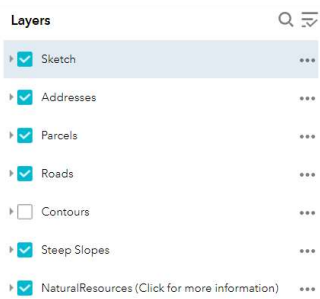 Layers
Sketch
Addresses
Parcels
Roads
Contours
Steep Slopes
NaturalResources (Click for more information)